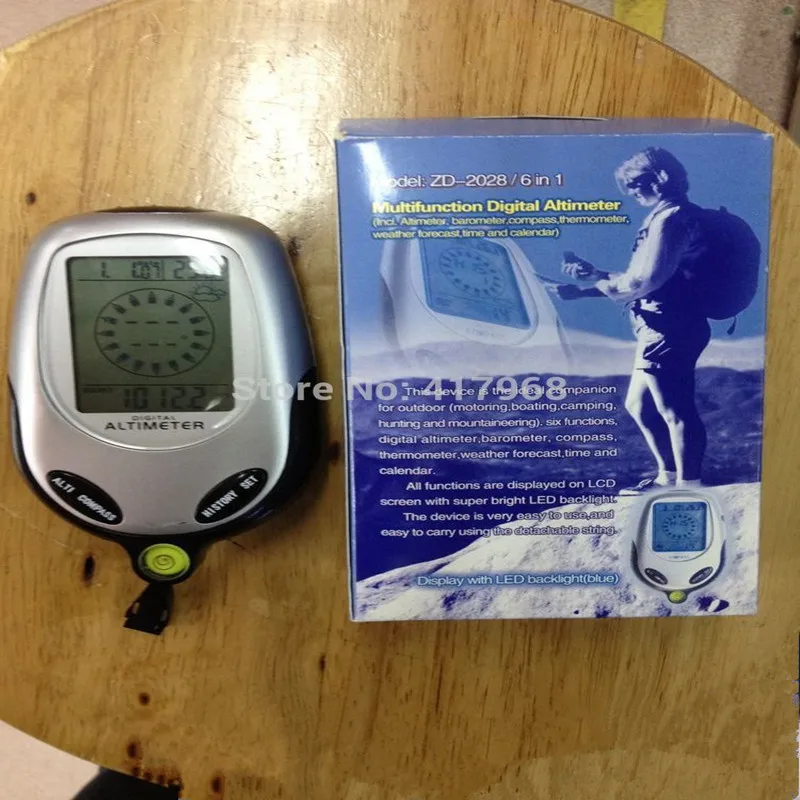 1:07
1012.2
DIGITAL
ALTIMETER
ALTI COMPASS
HISTORY SET
Model: ZD-2028/6 in 1
Multifunction Digital Altimeter
(Incl. Altimeter, barometer,compass,thermometer,
weather forecast,time and calendar)
This device is the ideal companion
for outdoor (motoring,boating,camping,
hunting and mountaineering). six functions,
digital altimeter,barometer, compass,
thermometer,weather forecast,time and
calendar.
All functions are displayed on LCD
screen with super bright LED backlight.
The device is very easy to use,and
easy to carry using the detachable string.
Display with LED backlight(blue)
Store No: 417968